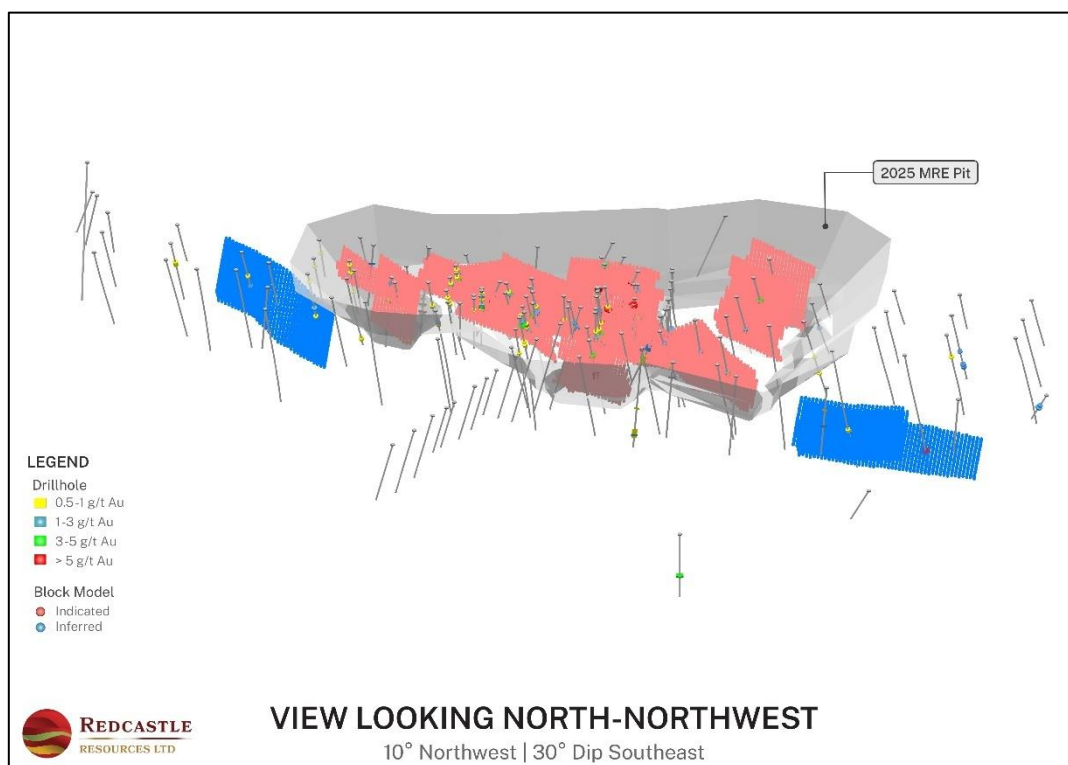 2025 MRE Pit
LEGEND
Drillhole
0.5-1 g/t Au
1-3 g/t Au
3-5 g/t Au
> 5 g/t Au
Block Model
Indicated
Inferred
REDCASTLE
RESOURCES LTD
VIEW LOOKING NORTH-NORTHWEST
10° Northwest | 30° Dip Southeast